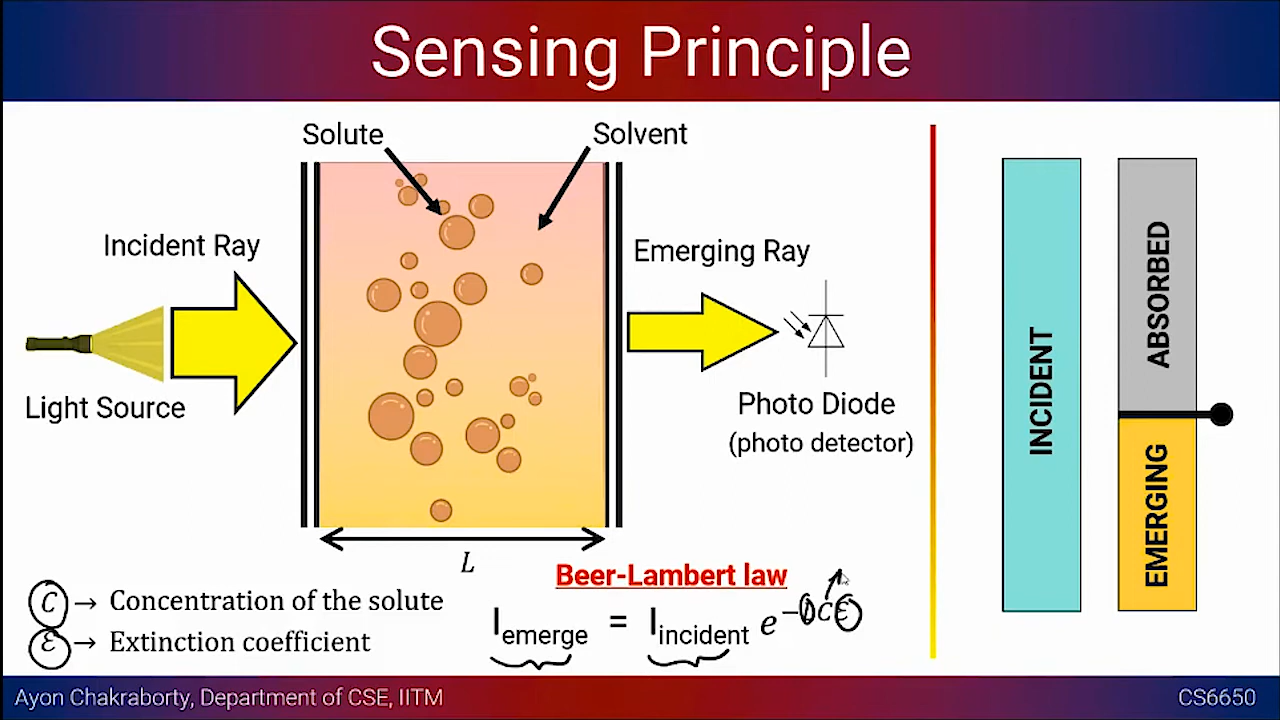 Sensing Principle
Solute
Solvent
Incident Ray
Emerging Ray
Light Source
Photo Diode
(photo detector)
L
INCIDENT
ABSORBED
EMERGING
C → Concentration of the solute
ε → Extinction coefficient
Beer-Lambert law
I emerge = I incident e
Ayon Chakraborty, Department of CSE, IITM
CS6650